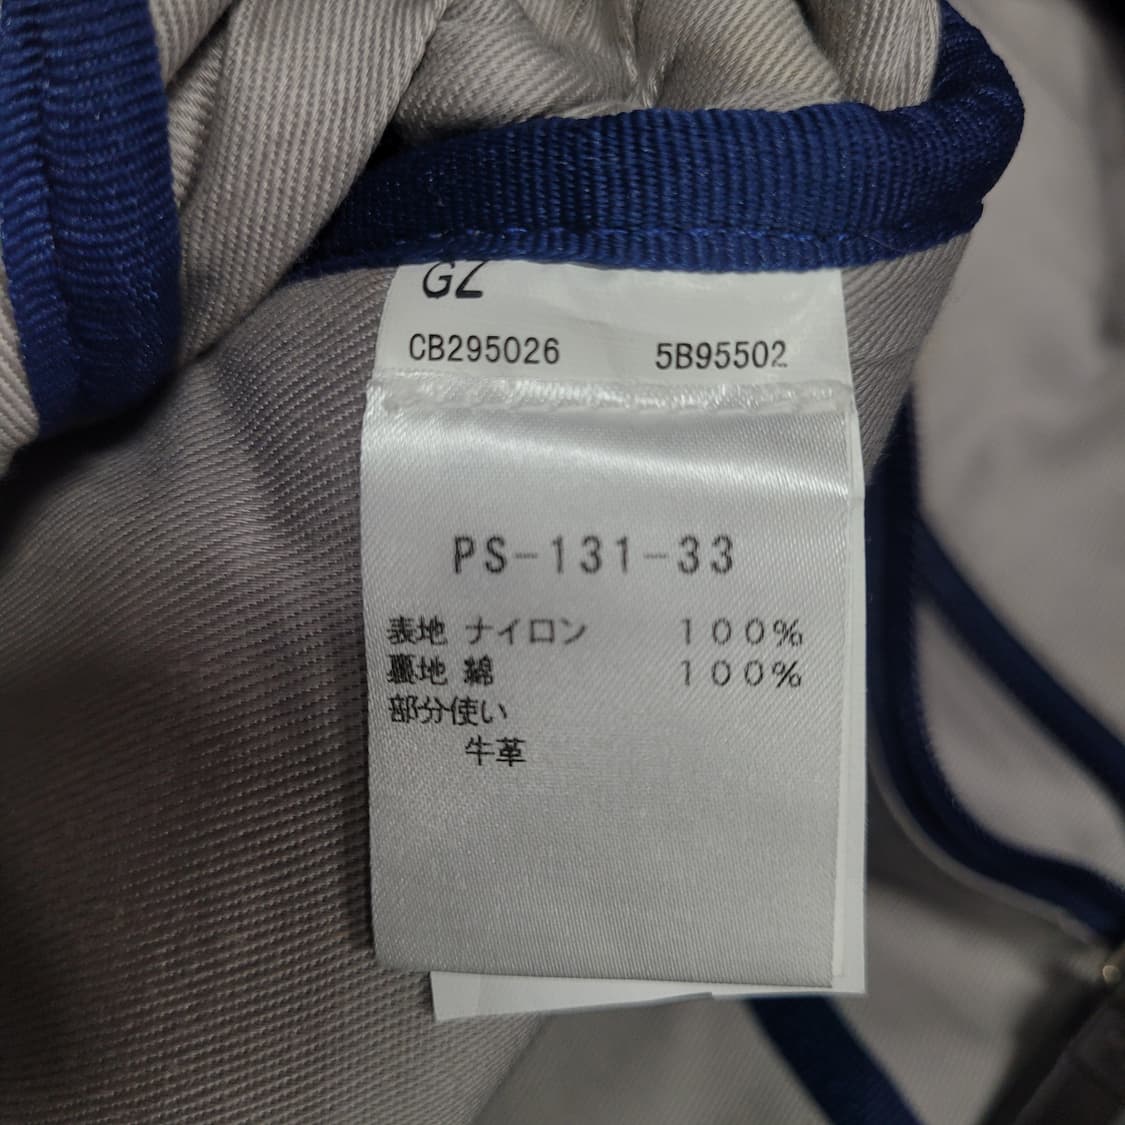 GZ
CB295026 5B95502
PS-131-33
表地 ナイロン 100%
裏地 綿 100%
部分使い
牛革